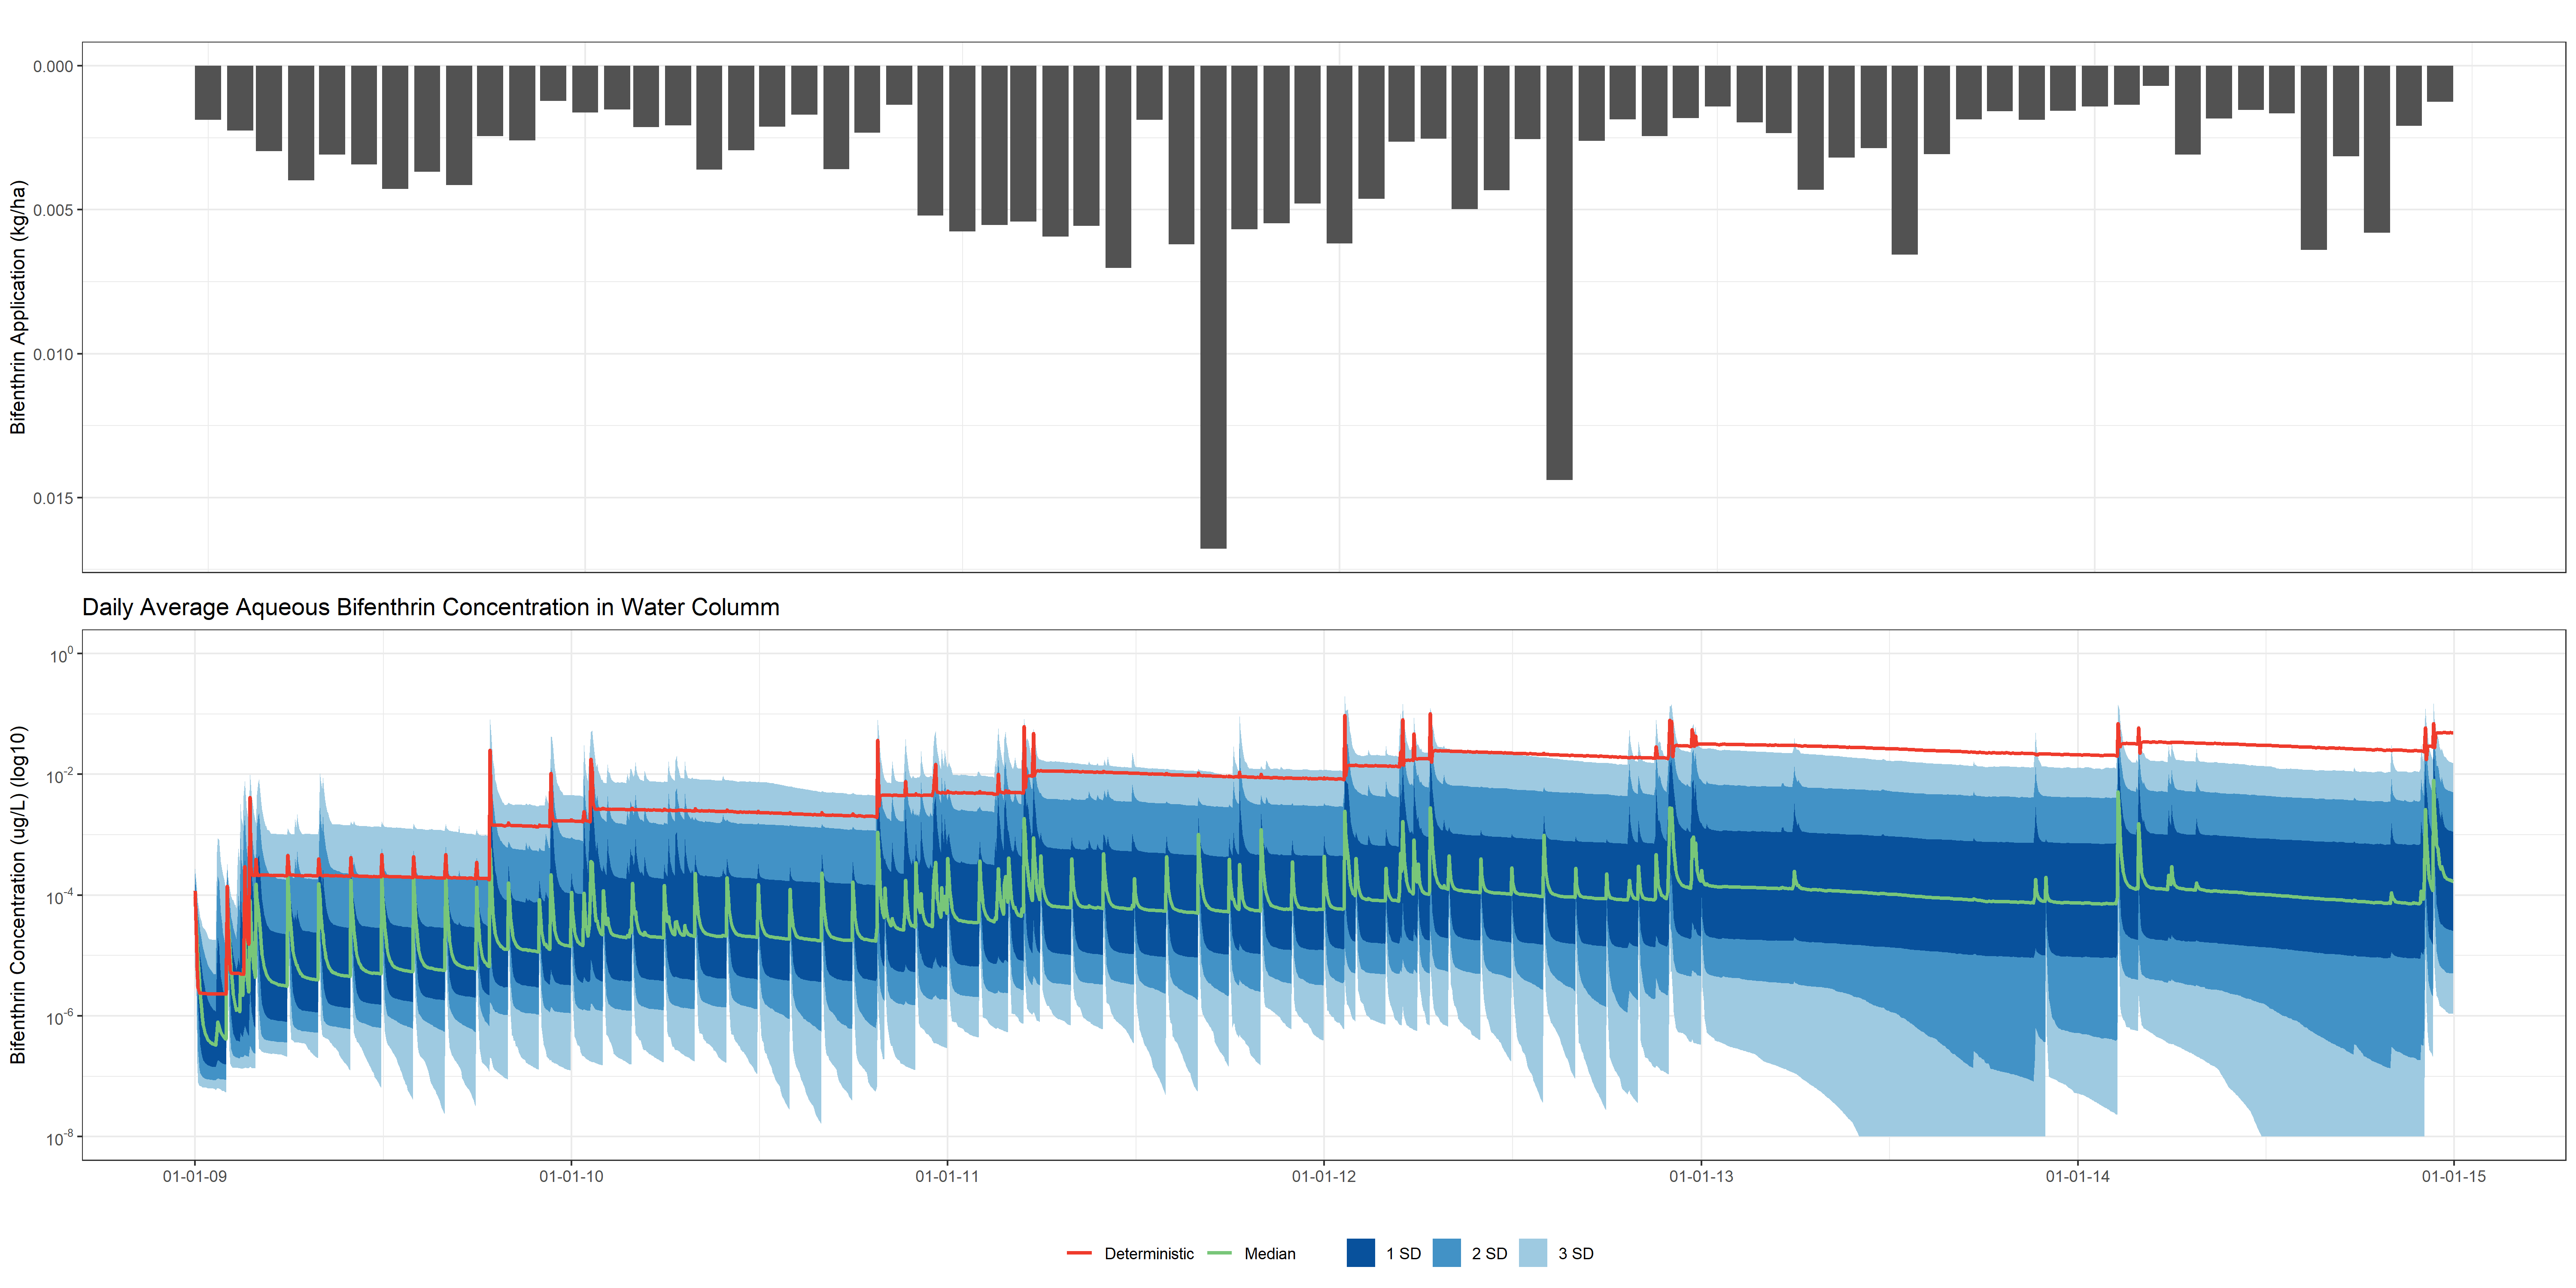 Bifenthrin Application (kg/ha)
0.000
0.005
0.010
0.015
Daily Average Aqueous Bifenthrin Concentration in Water Columm
Bifenthrin Concentration (ug/L) (log10)
10^0
10^-2
10^-4
10^-6
10^-8
01-01-09 01-01-10 01-01-11 01-01-12 01-01-13 01-01-14 01-01-15
Deterministic Median 1 SD 2 SD 3 SD